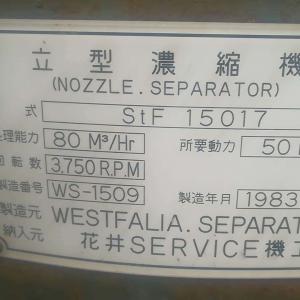 立型濃縮機
(NOZZLE.SEPARATOR)
式 StF 15017
処理能力 80 M³/Hr 所要動力 50
回転数 3,750 R.P.M
製造番号 WS-1509 製造年月 1983
製造元 WESTFALIA. SEPARAT
納入元 花井SERVICE機工